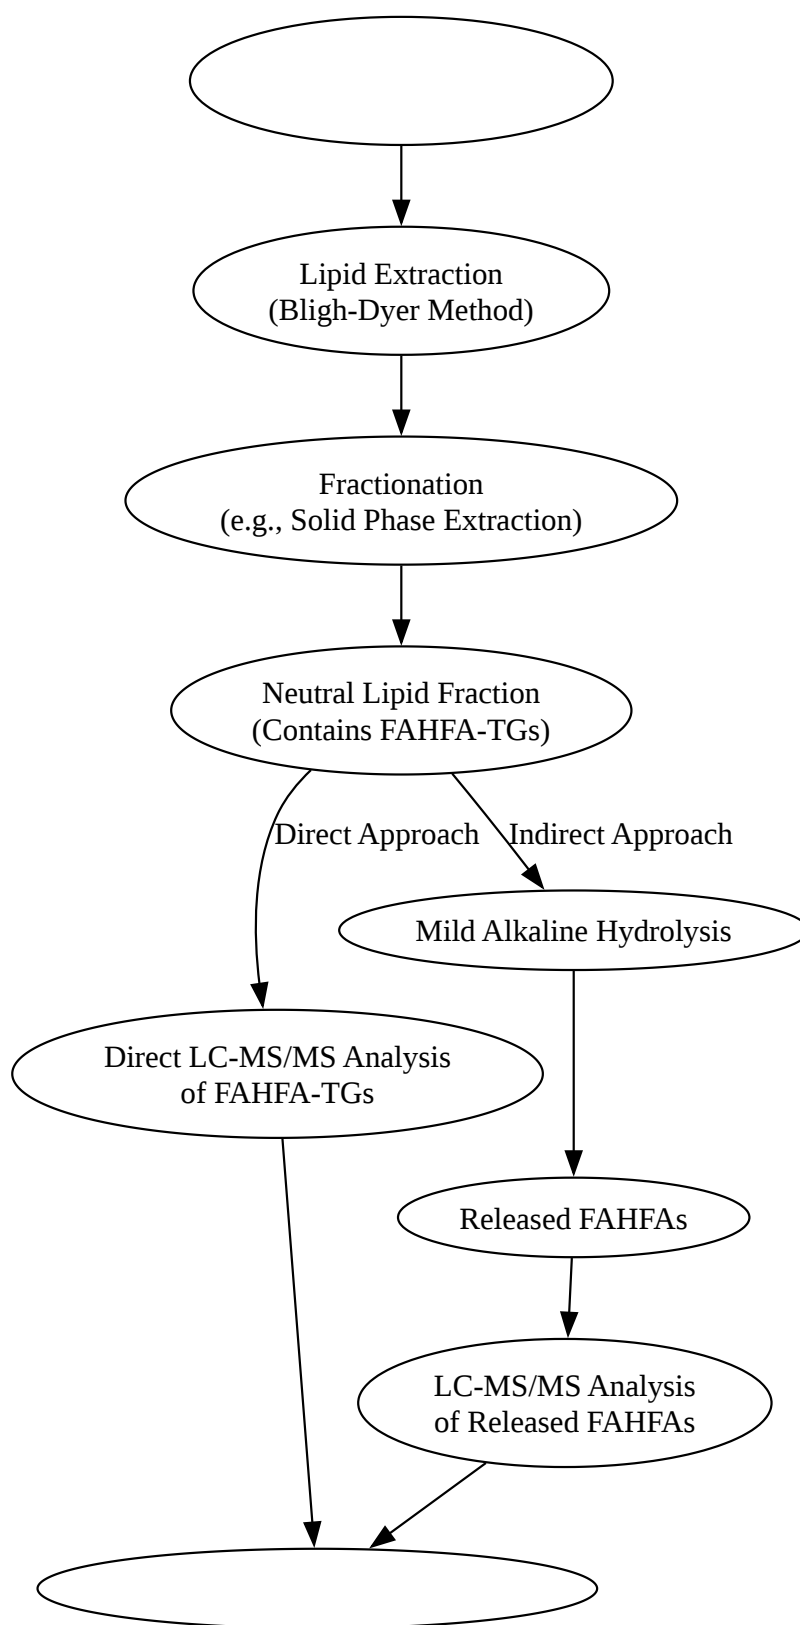 Lipid Extraction
(Bligh-Dyer Method)
Fractionation
(e.g., Solid Phase Extraction)
Neutral Lipid Fraction
(Contains FAHFA-TGs)
Direct Approach
Indirect Approach
Mild Alkaline Hydrolysis
Direct LC-MS/MS Analysis
of FAHFA-TGs
Released FAHFAs
LC-MS/MS Analysis
of Released FAHFAs